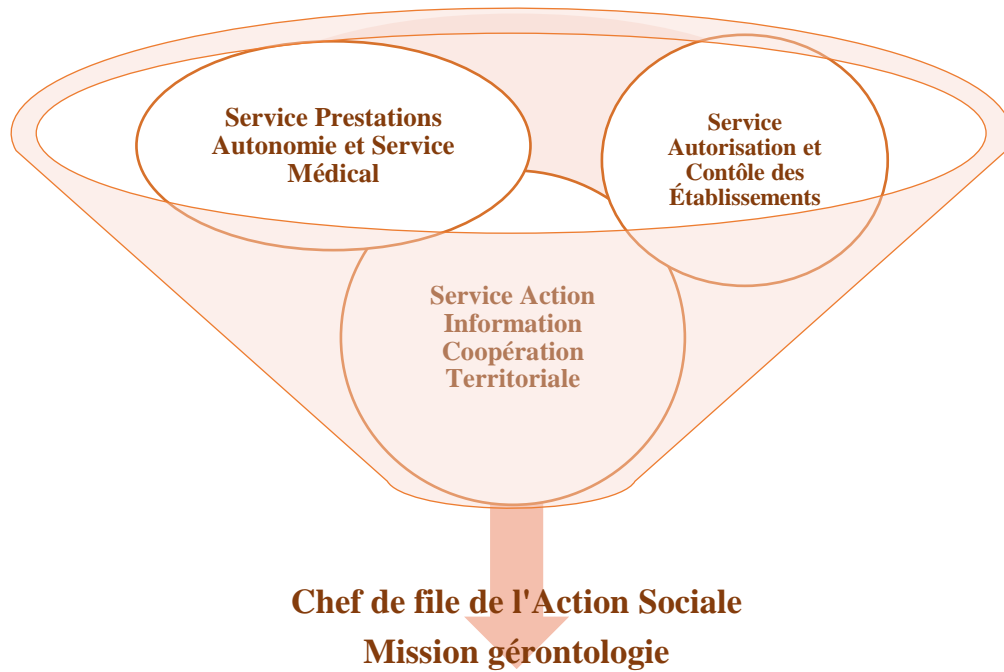 Service Prestations
Autonomie et Service
Médical
Service
Autorisation et
Contôle des
Établissements
Service Action
Information
Coopération
Territoriale
Chef de file de l'Action Sociale
Mission gérontologie